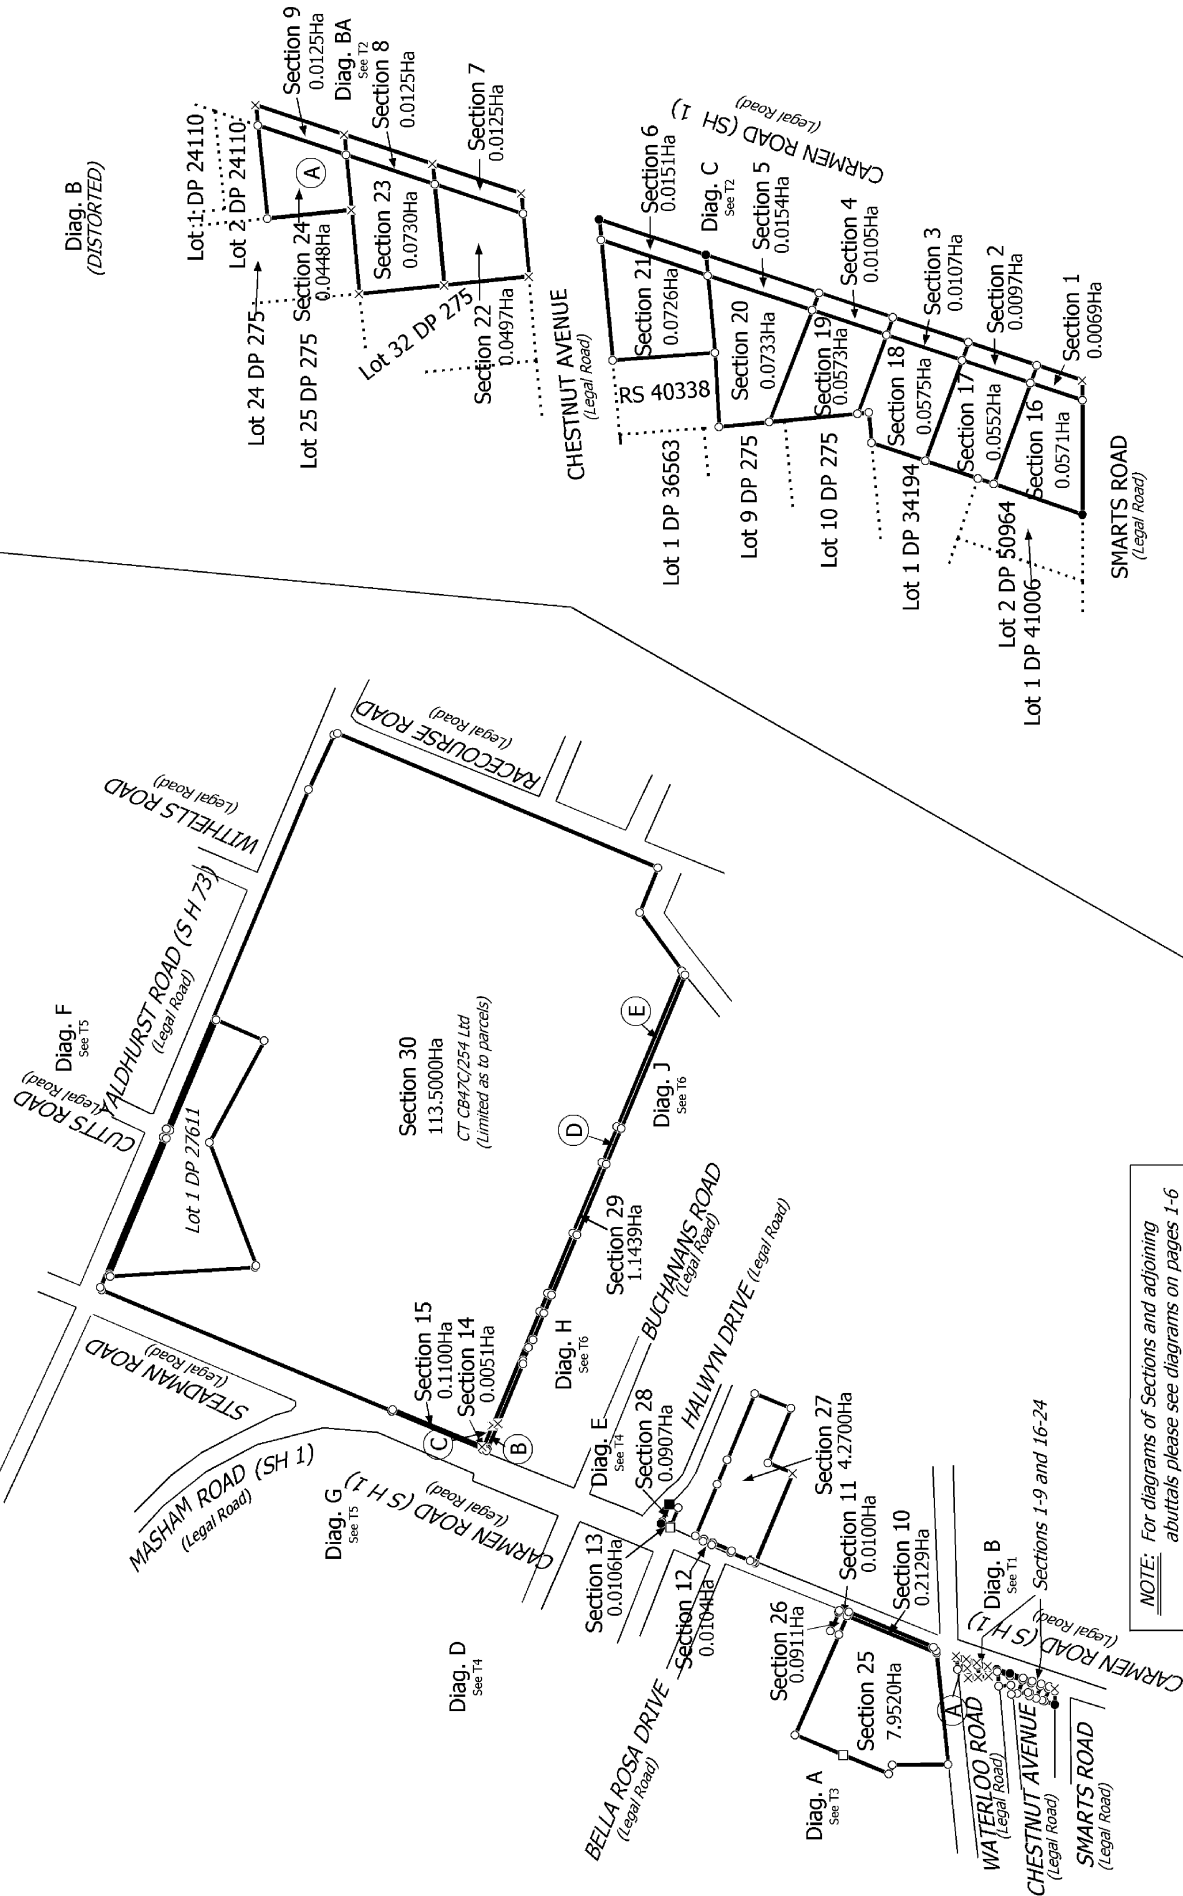 Diag. B
(DISTORTED)
Lot 1 DP 24110
Lot 2 DP 24110
Section 9
0.0125Ha
Diag. BA
See T2
Section 8
0.0125Ha
Section 7
0.0125Ha
Lot 24 DP 275
Section 24
0.0448Ha
A
Lot 25 DP 275
Section 23
0.0730Ha
Lot 32 DP 275
Section 22
0.0497Ha
CHESTNUT AVENUE
(Legal Road)
CARMEN ROAD (SH 1)
(Legal Road)
Section 6
0.0151Ha
Diag. C
See T2
Section 5
0.0154Ha
Section 4
0.0105Ha
Section 3
0.0107Ha
Section 2
0.0097Ha
Section 1
0.0069Ha
Section 21
0.0726Ha
RS 40338
Section 20
0.0733Ha
Section 19
0.0573Ha
Section 18
0.0575Ha
Section 17
0.0552Ha
Section 16
0.0571Ha
Lot 1 DP 36563
Lot 9 DP 275
Lot 10 DP 275
Lot 1 DP 34194
Lot 2 DP 50964
Lot 1 DP 41006
SMARTS ROAD
(Legal Road)
WITHELLS ROAD
(Legal Road)
RACECOURSE ROAD
(Legal Road)
YALDHURST ROAD (S H 73)
(Legal Road)
Diag. F
See T5
CUTTS ROAD
(Legal Road)
Lot 1 DP 27611
Section 30
113.5000Ha
CT CB47C/254 Ltd
(Limited as to parcels)
E
Diag. J
See T6
D
Section 29
1.1439Ha
STEADMAN ROAD
(Legal Road)
Section 15
0.1100Ha
Section 14
0.0051Ha
C
B
Diag. H
See T6
MASHAM ROAD (SH 1)
(Legal Road)
Diag. G
See T5
CARMEN ROAD (S H 1)
(Legal Road)
BUCHANANS ROAD
(Legal Road)
HALWYN DRIVE (Legal Road)
Diag. E
See T4
Section 28
0.0907Ha
Section 13
0.0106Ha
Section 27
4.2700Ha
Section 12
0.0104Ha
Section 11
0.0100Ha
Section 10
0.2129Ha
Section 26
0.0911Ha
Section 25
7.9520Ha
Diag. D
See T4
BELLA ROSA DRIVE
(Legal Road)
Diag. A
See T3
Diag. B
See T1
Sections 1-9 and 16-24
CARMEN ROAD (S H 1)
(Legal Road)
A
WATERLOO ROAD
(Legal Road)
CHESTNUT AVENUE
(Legal Road)
SMARTS ROAD
(Legal Road)
NOTE: For diagrams of Sections and adjoining
abuttals please see diagrams on pages 1-6